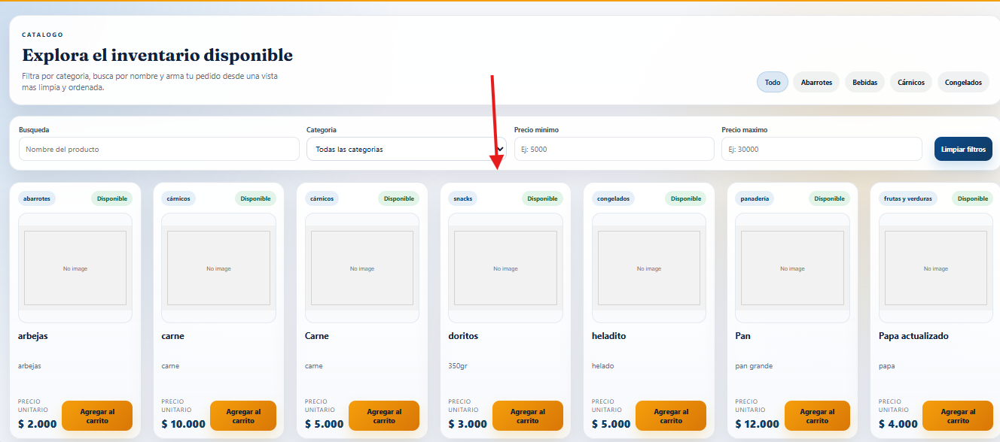 CATALOGO
Explora el inventario disponible
Filtra por categoria, busca por nombre y arma tu pedido desde una vista
mas limpia y ordenada.
Todo
Abarrotes
Bebidas
Cárnicos
Congelados
Busqueda
Nombre del producto
Categoria
Todas las categorias
Precio minimo
Ej: 5000
Precio maximo
Ej: 30000
Limpiar filtros
abarrotes
Disponible
No image
arbejas
arbejas
PRECIO
UNITARIO
$ 2.000
Agregar al
carrito
cárnicos
Disponible
No image
carne
carne
PRECIO
UNITARIO
$ 10.000
Agregar al
carrito
cárnicos
Disponible
No image
Carne
carne
PRECIO
UNITARIO
$ 5.000
Agregar al
carrito
snacks
Disponible
No image
doritos
350gr
PRECIO
UNITARIO
$ 3.000
Agregar al
carrito
congelados
Disponible
No image
heladito
helado
PRECIO
UNITARIO
$ 5.000
Agregar al
carrito
panadería
Disponible
No image
Pan
pan grande
PRECIO
UNITARIO
$ 12.000
Agregar al
carrito
frutas y verduras
Disponible
No image
Papa actualizado
papa
PRECIO
UNITARIO
$ 4.000
Agregar al
carrito